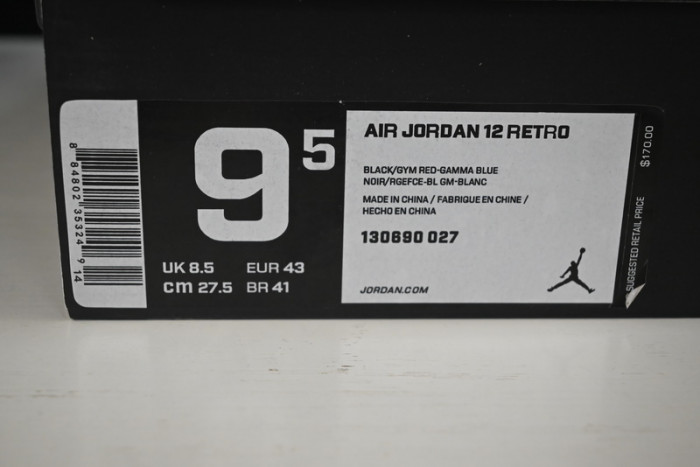 8 84802 35324 9 14
9 5
UK 8.5 EUR 43
cm 27.5 BR 41
AIR JORDAN 12 RETRO
BLACK/GYM RED-GAMMA BLUE
NOIR/RGEFCE-BL GM-BLANC
MADE IN CHINA / FABRIQUE EN CHINE /
HECHO EN CHINA
130690 027
JORDAN.COM
SUGGESTED RETAIL PRICE $170.00